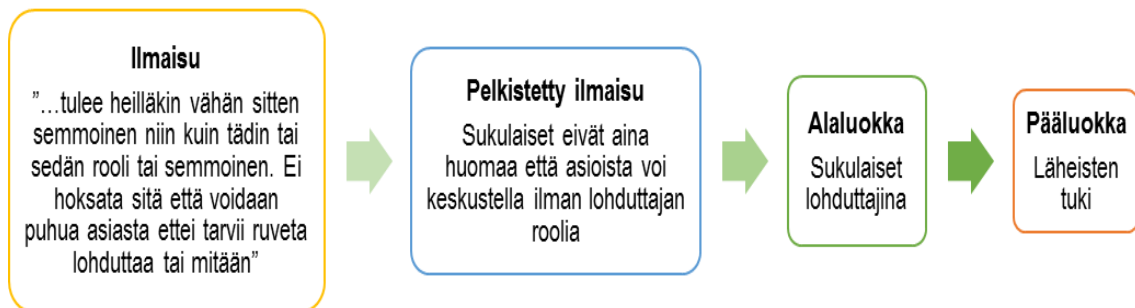 Ilmaisu
”…tulee heilläkin vähän sitten
semmoinen niin kuin tädin tai
sedän rooli tai semmoinen. Ei
hoksata sitä että voidaan
puhua asiasta ettei tarvii ruveta
lohduttaa tai mitään”
Pelkistetty ilmaisu
Sukulaiset eivät aina
huomaa että asioista voi
keskustella ilman lohduttajan
roolia
Alaluokka
Sukulaiset
lohduttajina
Pääluokka
Läheisten
tuki